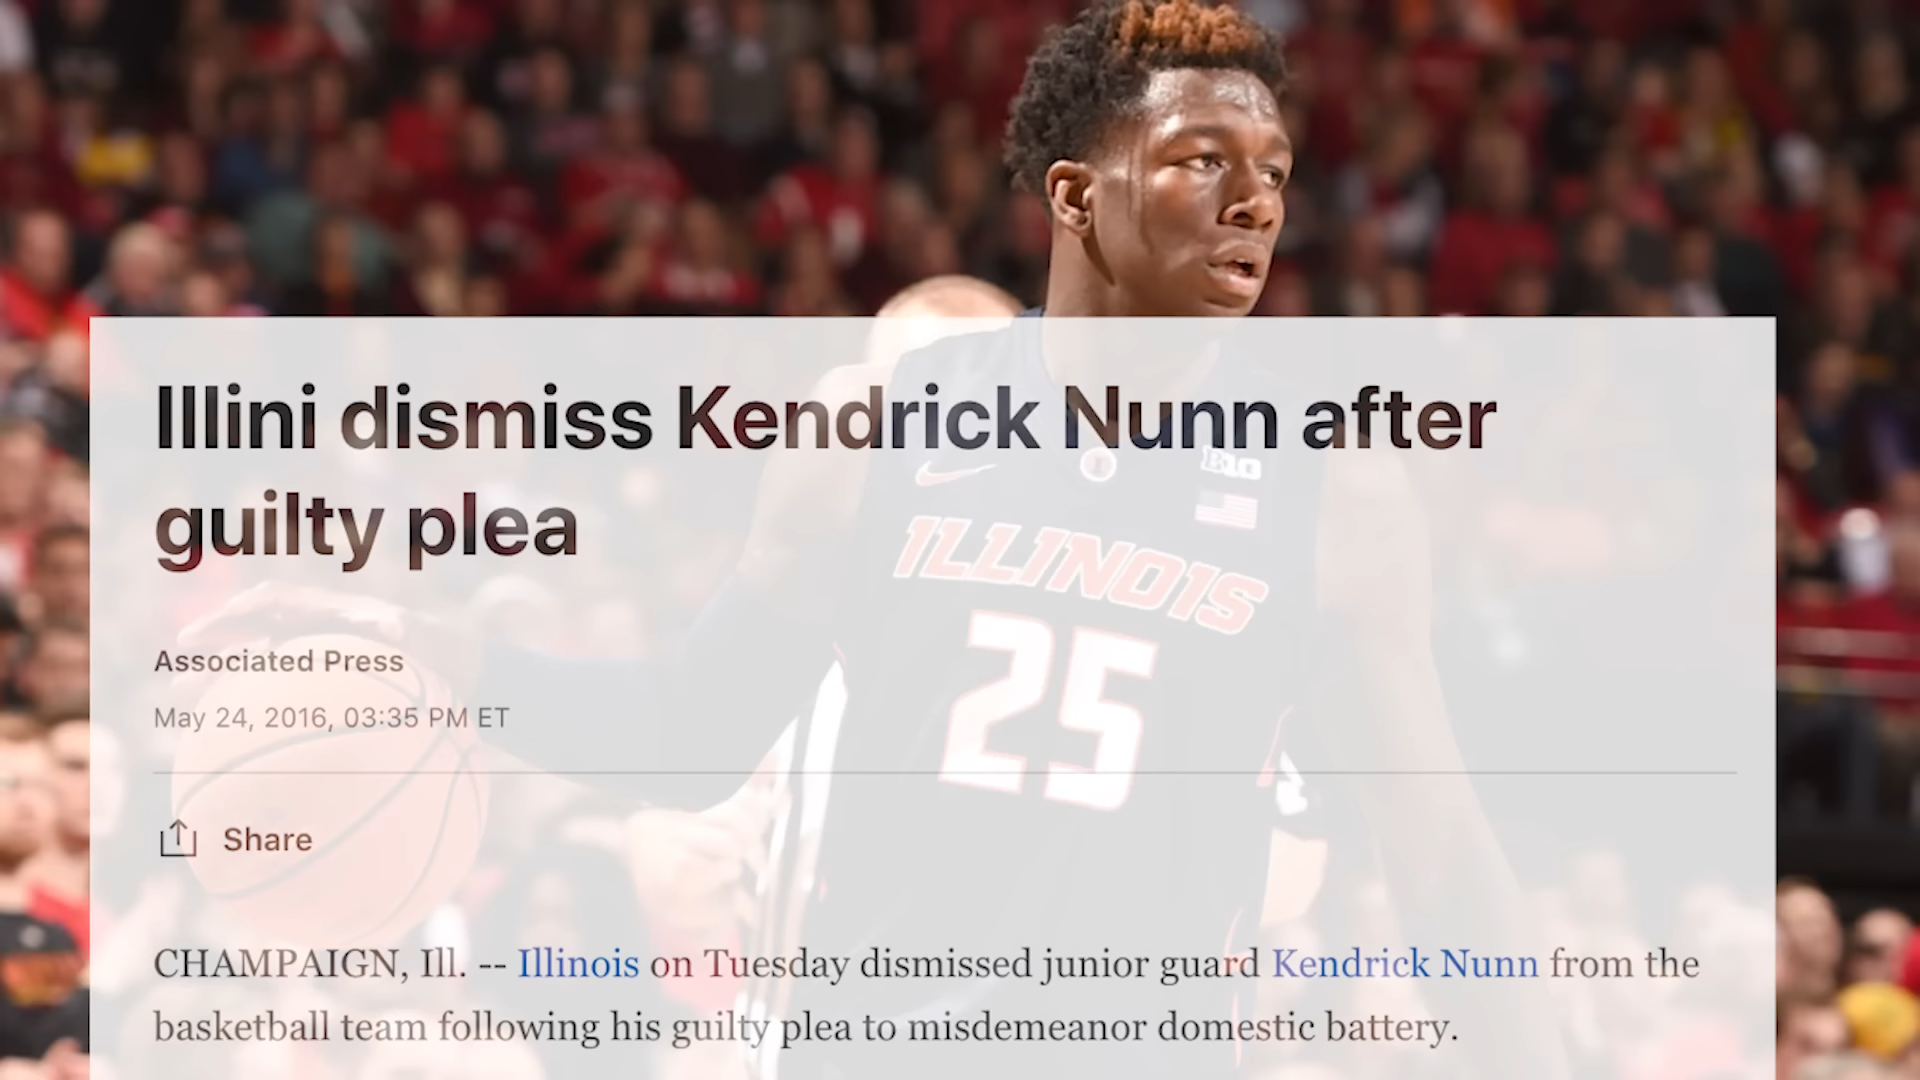 Illini dismiss Kendrick Nunn after
guilty plea
B1G
ILLINOIS
25
Associated Press
May 24, 2016, 03:35 PM ET
Share
CHAMPAIGN, Ill. -- Illinois on Tuesday dismissed junior guard Kendrick Nunn from the
basketball team following his guilty plea to misdemeanor domestic battery.